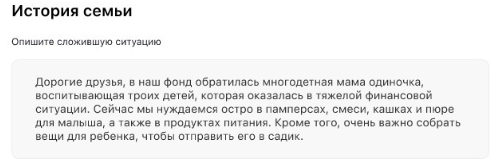 История семьи
Опишите сложившую ситуацию
Дорогие друзья, в наш фонд обратилась многодетная мама одиночка,
воспитывающая троих детей, которая оказалась в тяжелой финансовой
ситуации. Сейчас мы нуждаемся остро в памперсах, смеси, кашках и пюре
для малыша, а также в продуктах питания. Кроме того, очень важно собрать
вещи для ребенка, чтобы отправить его в садик.